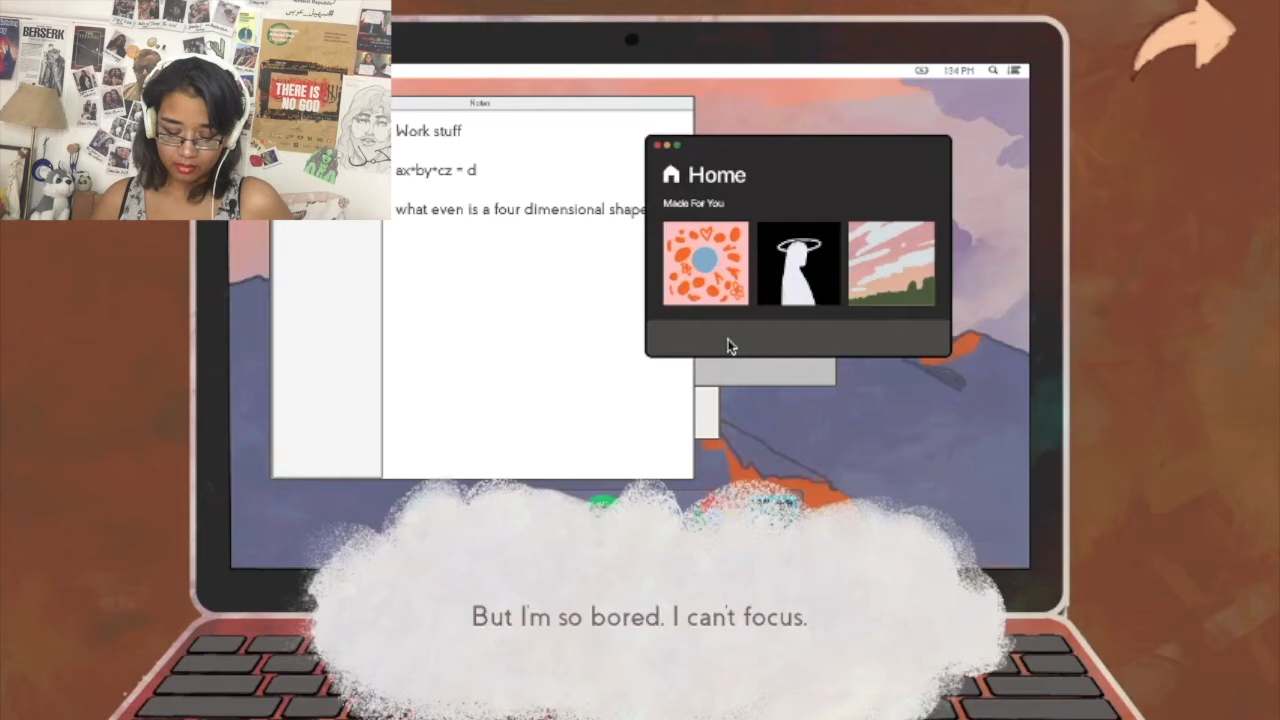 BERSERK
#سهيل_عربي
THERE IS
NO GOD
1:34 PM
Notes
Work stuff
ax*by*cz = d
what even is a four dimensional shape
Home
Made For You
But I'm so bored. I can't focus.